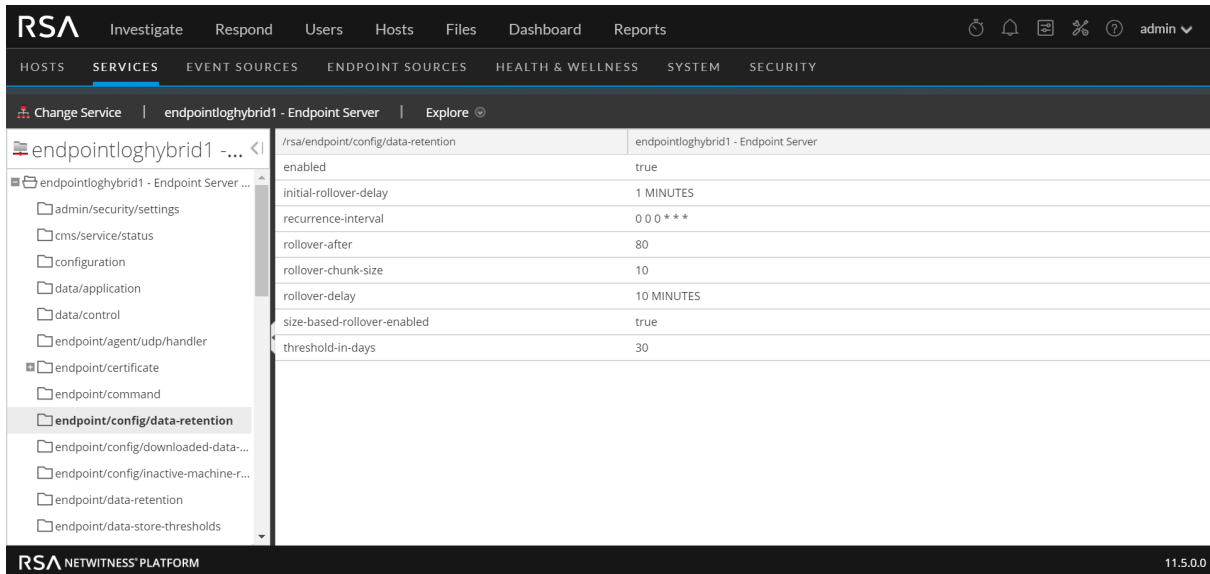 RSA Investigate Respond Users Hosts Files Dashboard Reports admin
HOSTS SERVICES EVENT SOURCES ENDPOINT SOURCES HEALTH & WELLNESS SYSTEM SECURITY
Change Service | endpointloghybrid1 - Endpoint Server | Explore
endpointloghybrid1 -...
endpointloghybrid1 - Endpoint Server ...
admin/security/settings
cms/service/status
configuration
data/application
data/control
endpoint/agent/udp/handler
endpoint/certificate
endpoint/command
endpoint/config/data-retention
endpoint/config/downloaded-data-...
endpoint/config/inactive-machine-r...
endpoint/data-retention
endpoint/data-store-thresholds
/rsa/endpoint/config/data-retention endpointloghybrid1 - Endpoint Server
enabled true
initial-rollover-delay 1 MINUTES
recurrence-interval 0 0 0 * * *
rollover-after 80
rollover-chunk-size 10
rollover-delay 10 MINUTES
size-based-rollover-enabled true
threshold-in-days 30
RSA NETWITNESS® PLATFORM 11.5.0.0